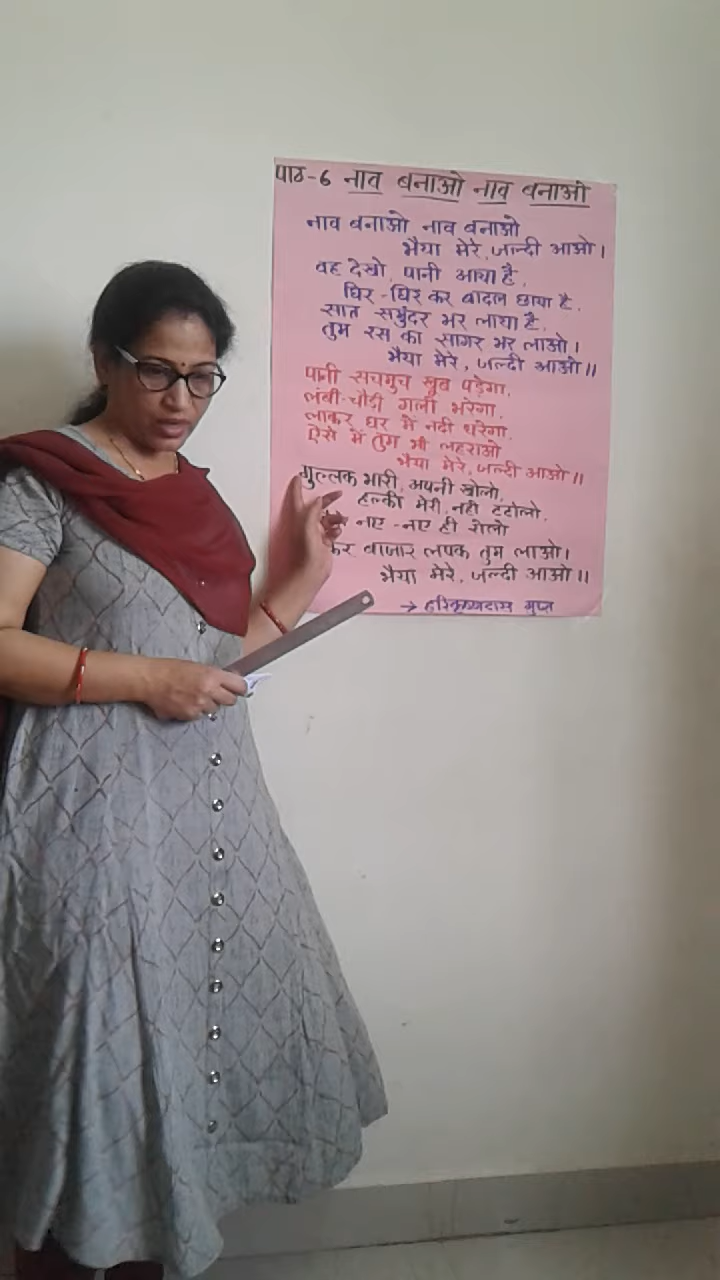 पाठ-6 नाव बनाओ नाव बनाओ
नाव बनाओ नाव बनाओ
भैया मेरे, जल्दी आओ।
वह देखो, पानी आया है,
घिर-घिर कर बादल छाया है,
सात समुंदर भर लाया है,
तुम रस का सागर भर लाओ।
भैया मेरे, जल्दी आओ॥
पानी सचमुच खूब पड़ेगा,
लंबी-चौड़ी गली भरेगा,
लाकर घर में नदी धरेगा,
ऐसे में तुम भी लहराओ
भैया मेरे, जल्दी आओ॥
गुल्लक भारी, अपनी खोलो,
हल्की मेरी, नहीं टटोलो,
नए-नए ही रोलो
बाजार लपक तुम लाओ।
भैया मेरे, जल्दी आओ॥
→ हरिकृष्णदास गुप्त